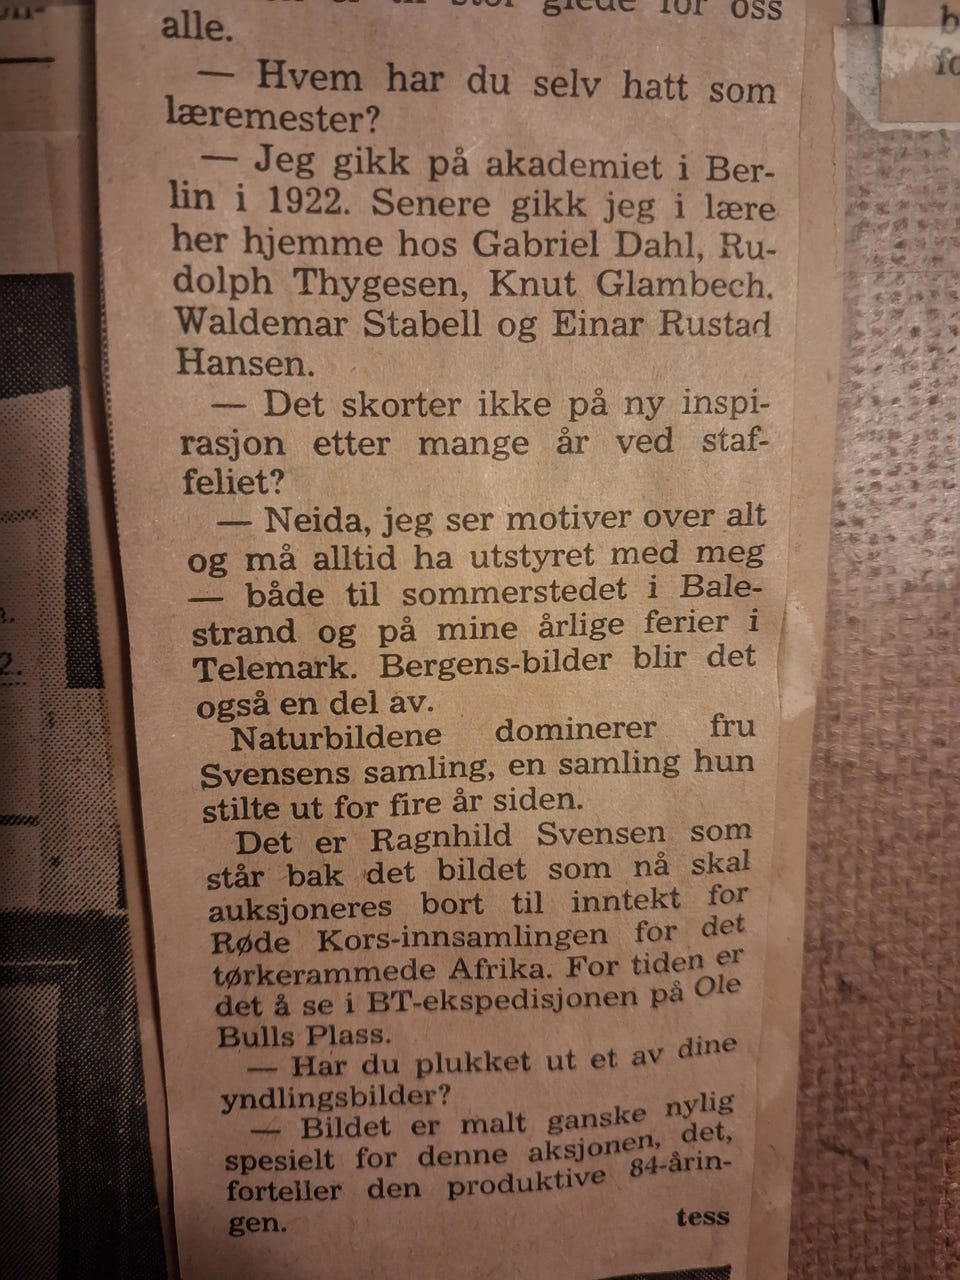 til stor glede for oss
alle.
— Hvem har du selv hatt som
læremester?
— Jeg gikk på akademiet i Ber-
lin i 1922. Senere gikk jeg i lære
her hjemme hos Gabriel Dahl, Ru-
dolph Thygesen, Knut Glambech.
Waldemar Stabell og Einar Rustad
Hansen.
— Det skorter ikke på ny inspi-
rasjon etter mange år ved staf-
feliet?
— Neida, jeg ser motiver over alt
og må alltid ha utstyret med meg
— både til sommerstedet i Bale-
strand og på mine årlige ferier i
Telemark. Bergens-bilder blir det
også en del av.
Naturbildene dominerer fru
Svensens samling, en samling hun
stilte ut for fire år siden.
Det er Ragnhild Svensen som
står bak det bildet som nå skal
auksjoneres bort til inntekt for
Røde Kors-innsamlingen for det
tørkerammede Afrika. For tiden er
det å se i BT-ekspedisjonen på Ole
Bulls Plass.
— Har du plukket ut et av dine
yndlingsbilder?
— Bildet er malt ganske nylig
spesielt for denne aksjonen, det,
forteller den produktive 84-årin-
gen.
tess